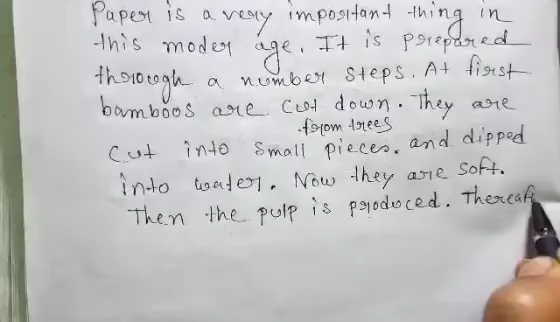 Paper is a very important thing in
this moder age. It is prepared
through a number steps. At first
bamboos are cut down. They are
from trees
cut into small pieces. and dipped
into water. Now they are soft.
Then the pulp is produced. Thereaft